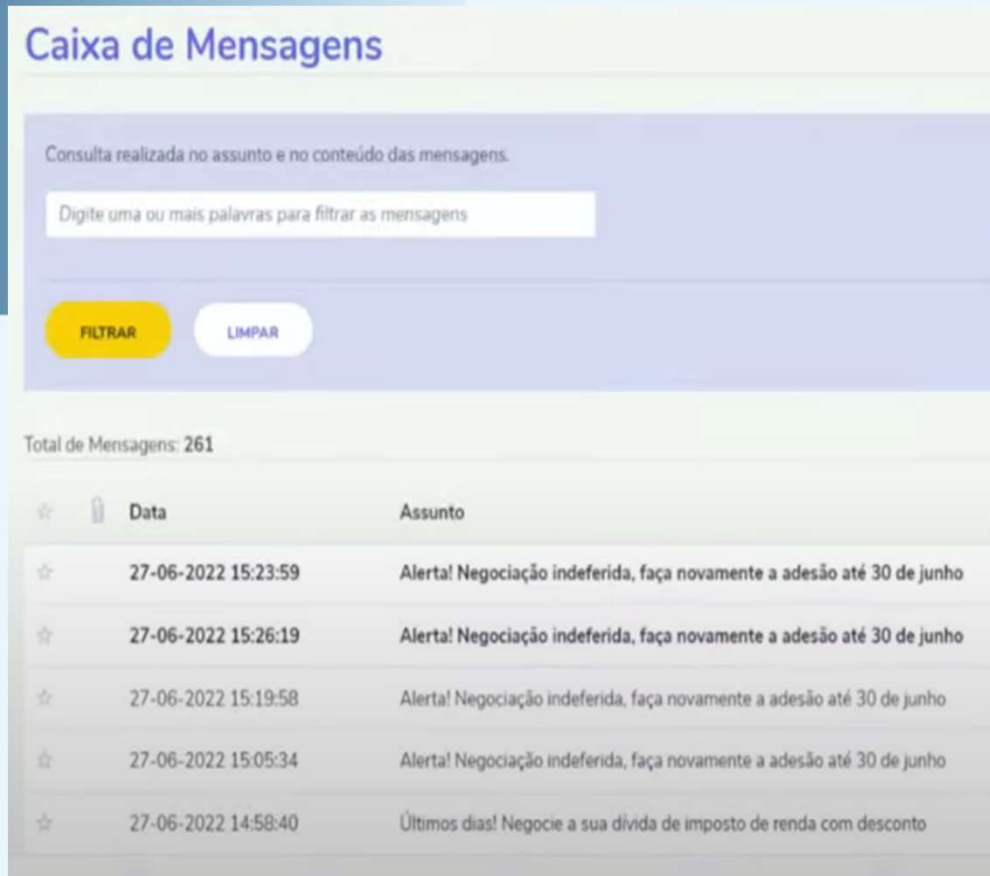 Caixa de Mensagens
Consulta realizada no assunto e no conteúdo das mensagens.
Digite uma ou mais palavras para filtrar as mensagens
FILTRAR LIMPAR
Total de Mensagens: 261
Data Assunto
27-06-2022 15:23:59 Alerta! Negociação indeferida, faça novamente a adesão até 30 de junho
27-06-2022 15:26:19 Alerta! Negociação indeferida, faça novamente a adesão até 30 de junho
27-06-2022 15:19:58 Alerta! Negociação indeferida, faça novamente a adesão até 30 de junho
27-06-2022 15:05:34 Alerta! Negociação indeferida, faça novamente a adesão até 30 de junho
27-06-2022 14:58:40 Últimos dias! Negocie a sua dívida de imposto de renda com desconto